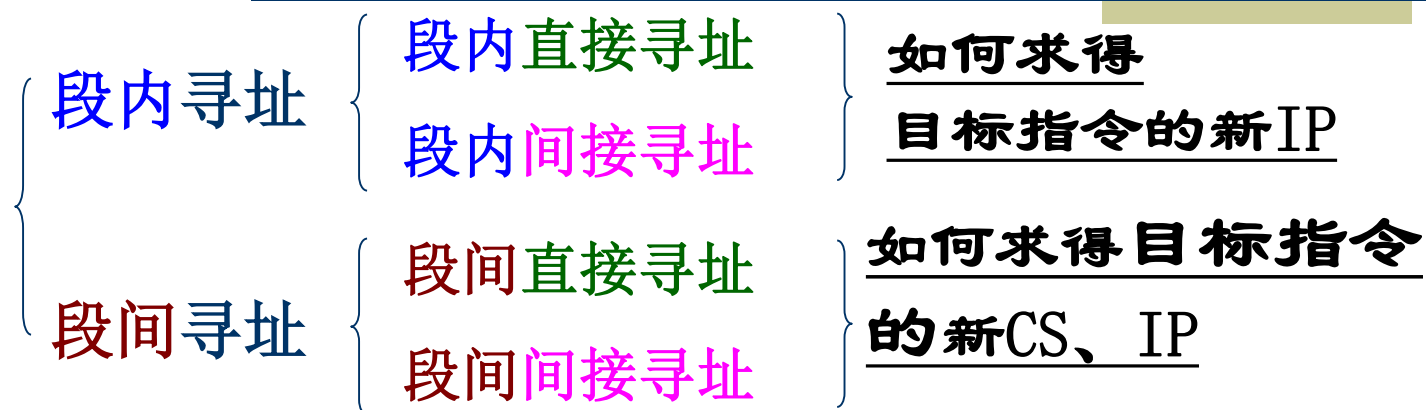 段内寻址
段内直接寻址
段内间接寻址
如何求得
目标指令的新IP
段间寻址
段间直接寻址
段间间接寻址
如何求得目标指令
的新CS、IP